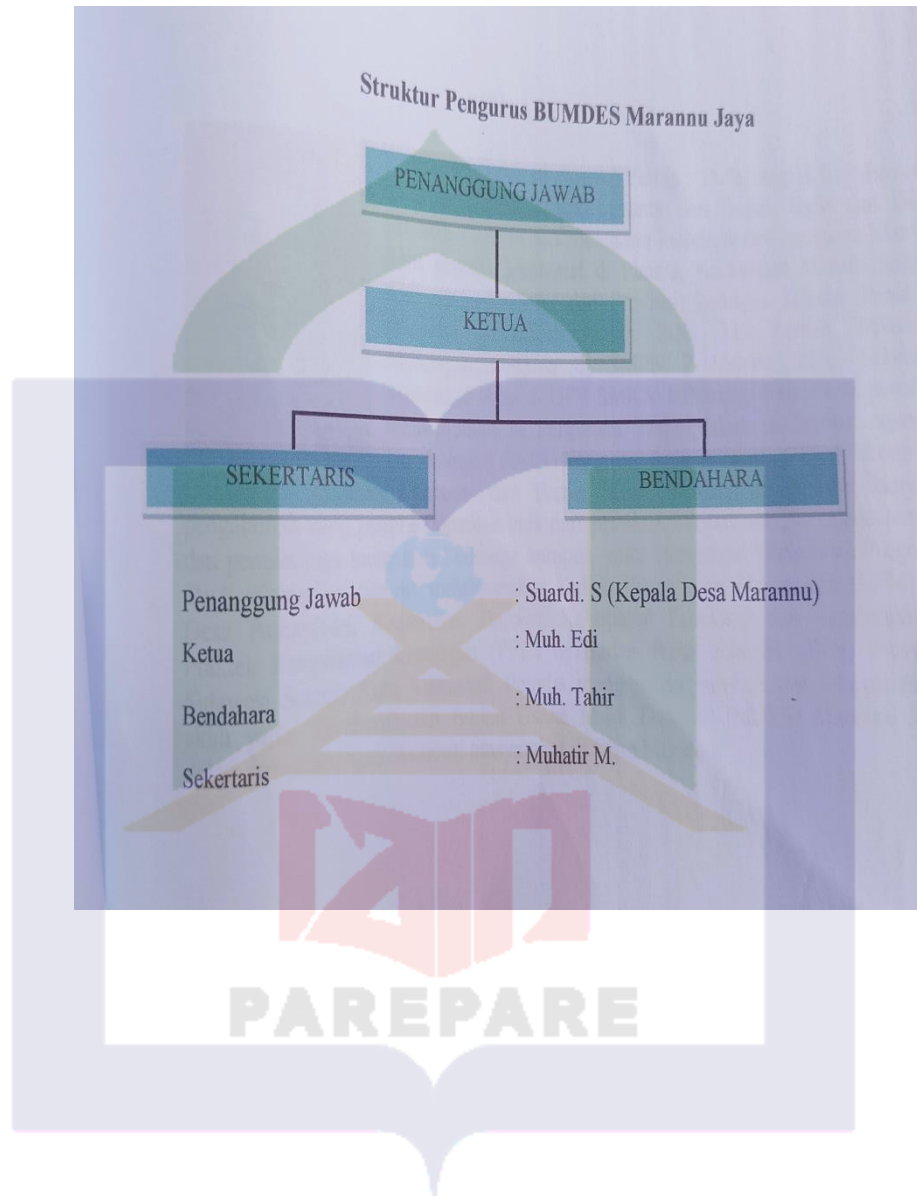 Struktur Pengurus BUMDES Marannu Jaya
PENANGGUNG JAWAB
KETUA
SEKERTARIS
BENDAHARA
Penanggung Jawab : Suardi. S (Kepala Desa Marannu)
Ketua : Muh. Edi
Bendahara : Muh. Tahir
Sekertaris : Muhatir M.
iain
PAREPARE